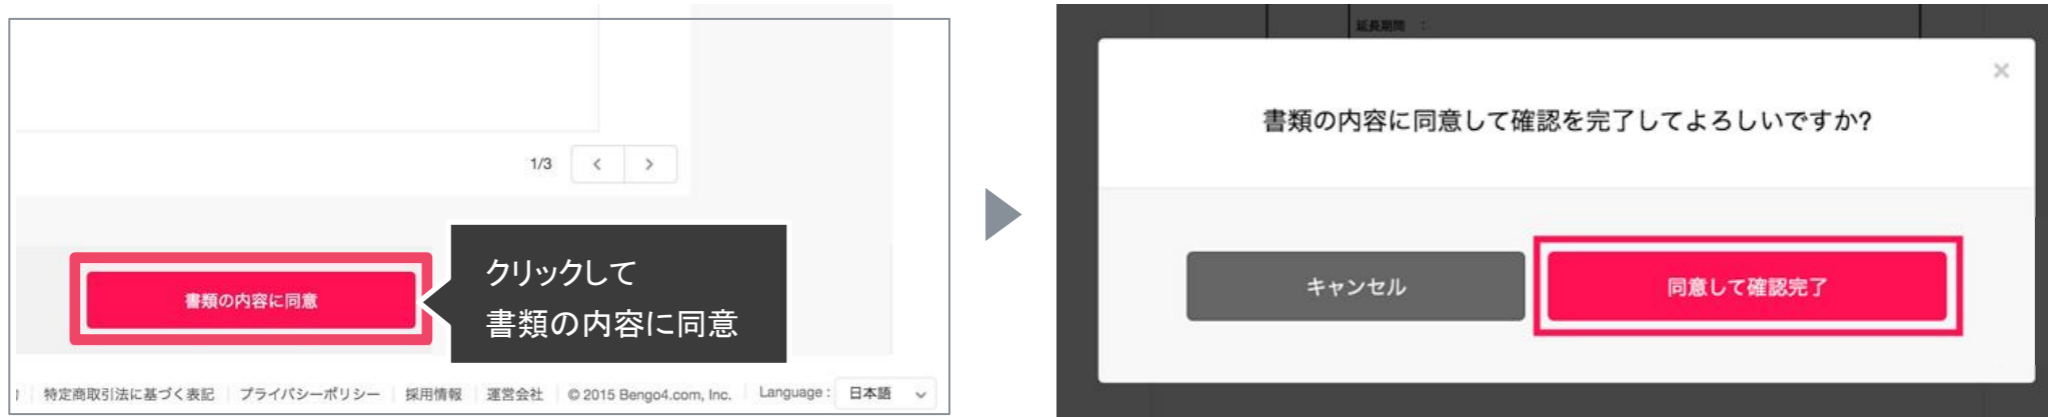 1/3
書類の内容に同意
クリックして
書類の内容に同意
特定商取引法に基づく表記 プライバシーポリシー 採用情報 運営会社 © 2015 Bengo4.com, Inc. Language : 日本語
延長期間 :
×
書類の内容に同意して確認を完了してよろしいですか?
キャンセル
同意して確認完了